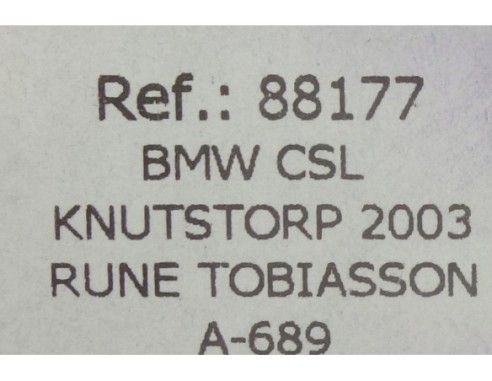 Ref.: 88177
BMW CSL
KNUTSTORP 2003
RUNE TOBIASSON
A-689